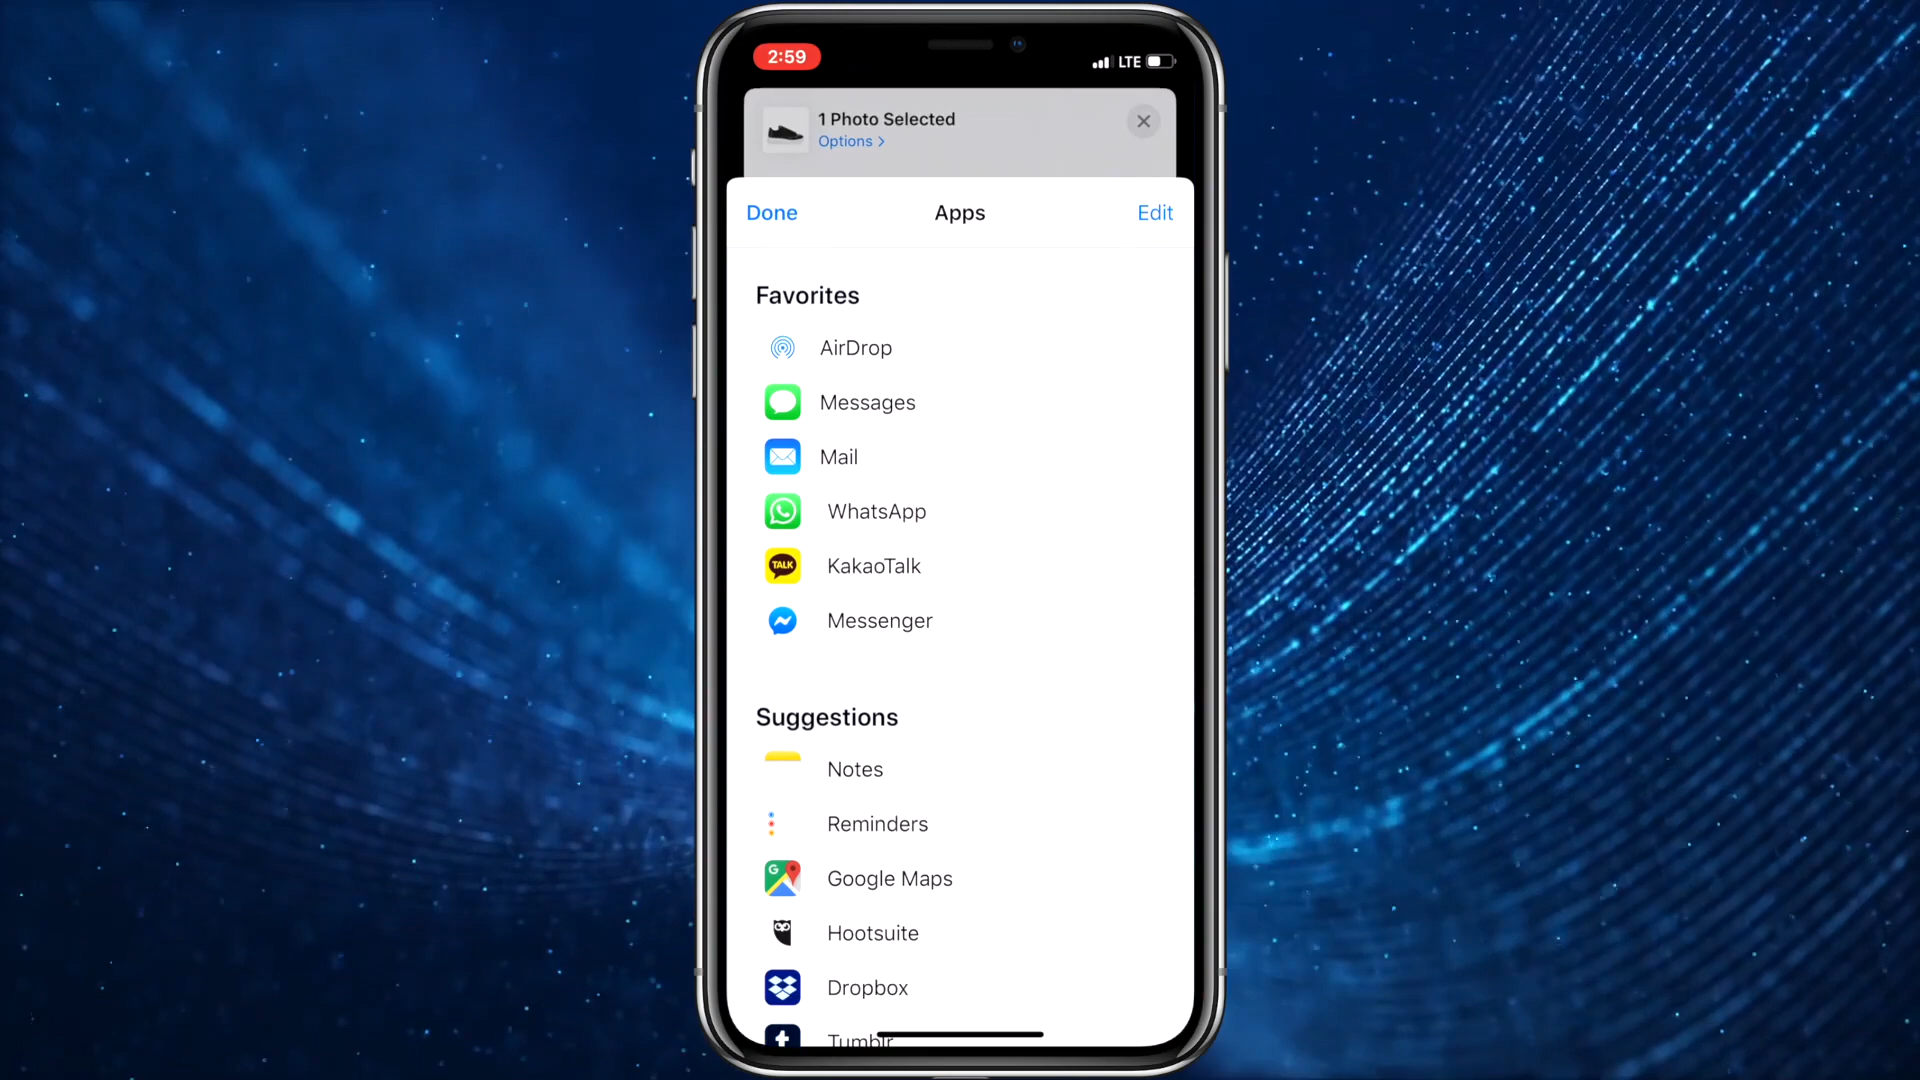 2:59
LTE
1 Photo Selected
Options >
Done
Apps
Edit
Favorites
AirDrop
Messages
Mail
WhatsApp
TALK
KakaoTalk
Messenger
Suggestions
Notes
Reminders
G
Google Maps
Hootsuite
Dropbox
t
Tumblr